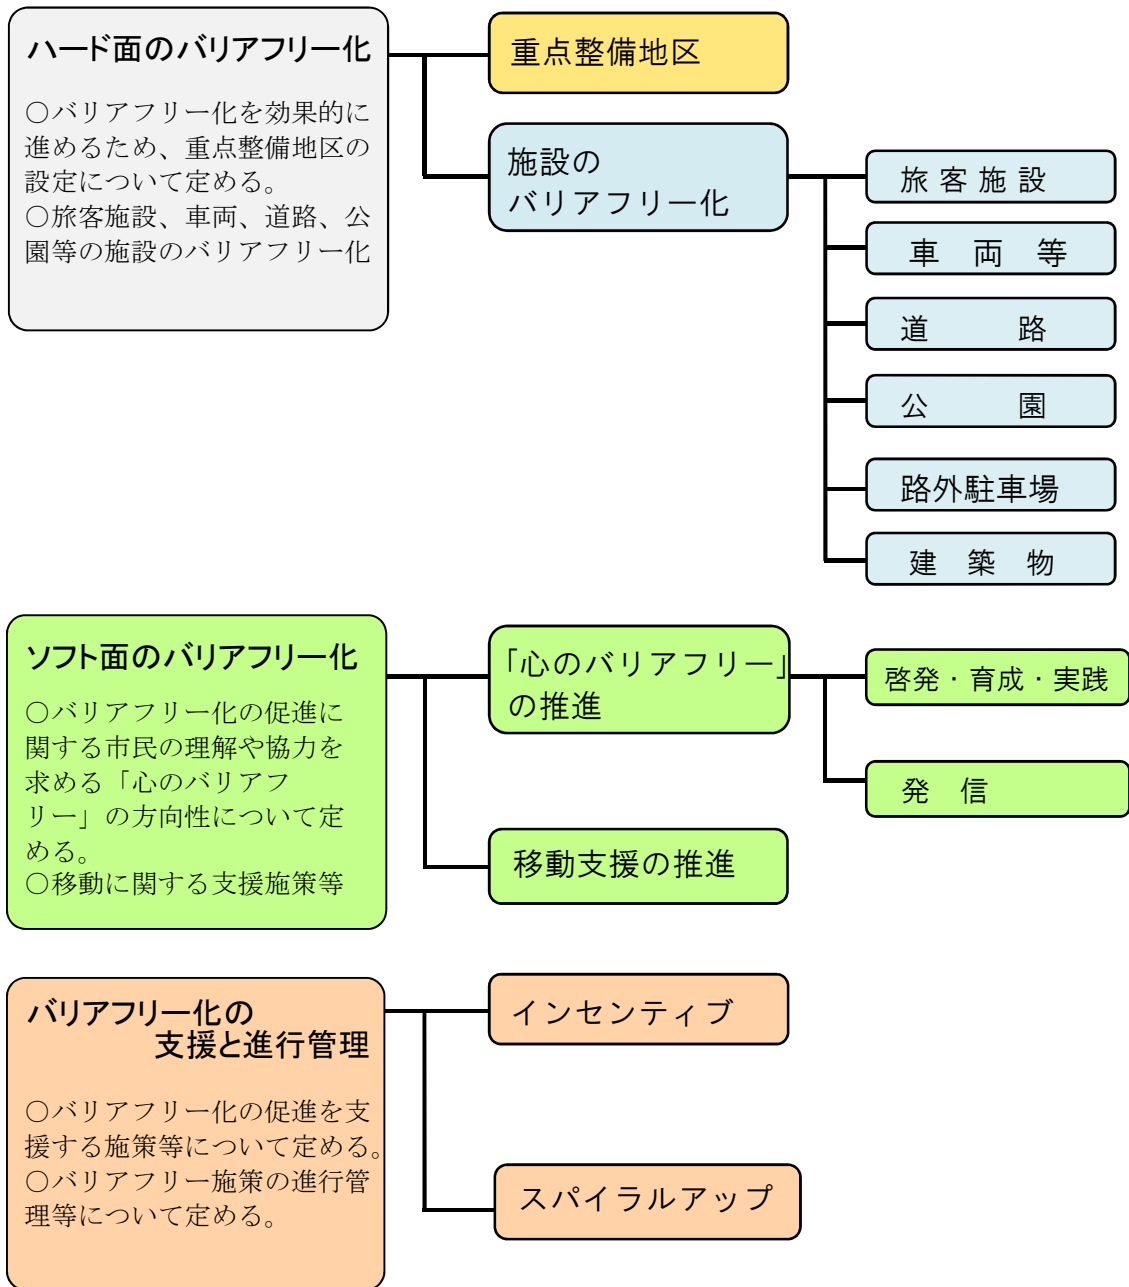 ハード面のバリアフリー化
○バリアフリー化を効果的に
進めるため、重点整備地区の
設定について定める。
○旅客施設、車両、道路、公
園等の施設のバリアフリー化
重点整備地区
施設の
バリアフリー化
旅客施設
車両等
道路
公園
路外駐車場
建築物
ソフト面のバリアフリー化
○バリアフリー化の促進に
関する市民の理解や協力を
求める「心のバリアフ
リー」の方向性について定
める。
○移動に関する支援施策等
「心のバリアフリー」
の推進
啓発・育成・実践
発信
移動支援の推進
バリアフリー化の
支援と進行管理
○バリアフリー化の促進を支
援する施策等について定める。
○バリアフリー施策の進行管
理等について定める。
インセンティブ
スパイラルアップ